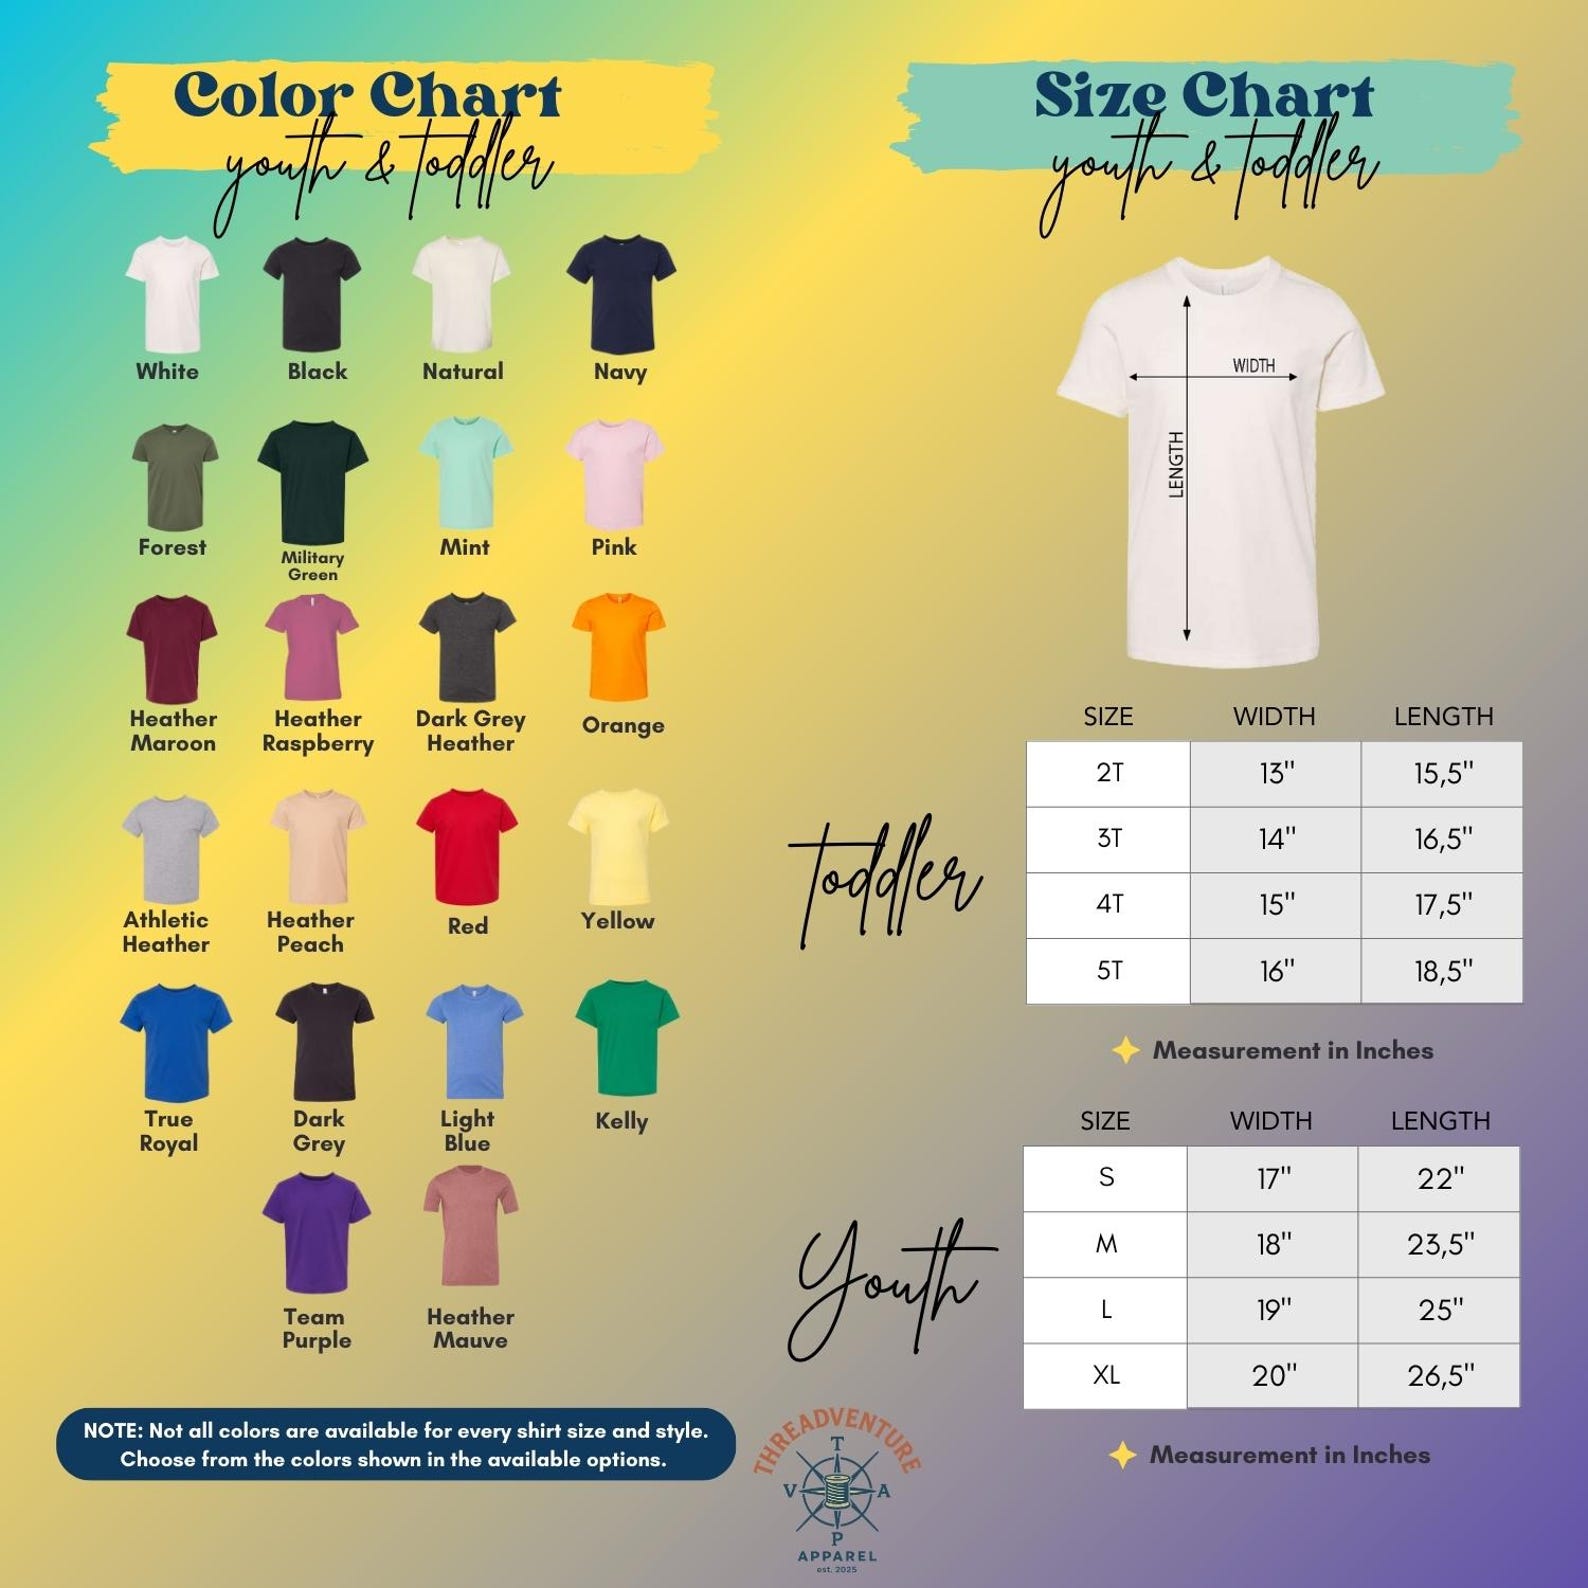 Color Chart
youth & toddler
White Black Natural Navy
Forest Military Green Mint Pink
Heather Maroon Heather Raspberry Dark Grey Heather Orange
Athletic Heather Heather Peach Red Yellow
True Royal Dark Grey Light Blue Kelly
Team Purple Heather Mauve
NOTE: Not all colors are available for every shirt size and style.
Choose from the colors shown in the available options.
THREADVENTURE
T
V A
P
APPAREL
est. 2025
Size Chart
youth & toddler
WIDTH
LENGTH
toddler
SIZE WIDTH LENGTH
2T 13" 15,5"
3T 14" 16,5"
4T 15" 17,5"
5T 16" 18,5"
Measurement in Inches
Youth
SIZE WIDTH LENGTH
S 17" 22"
M 18" 23,5"
L 19" 25"
XL 20" 26,5"
Measurement in Inches